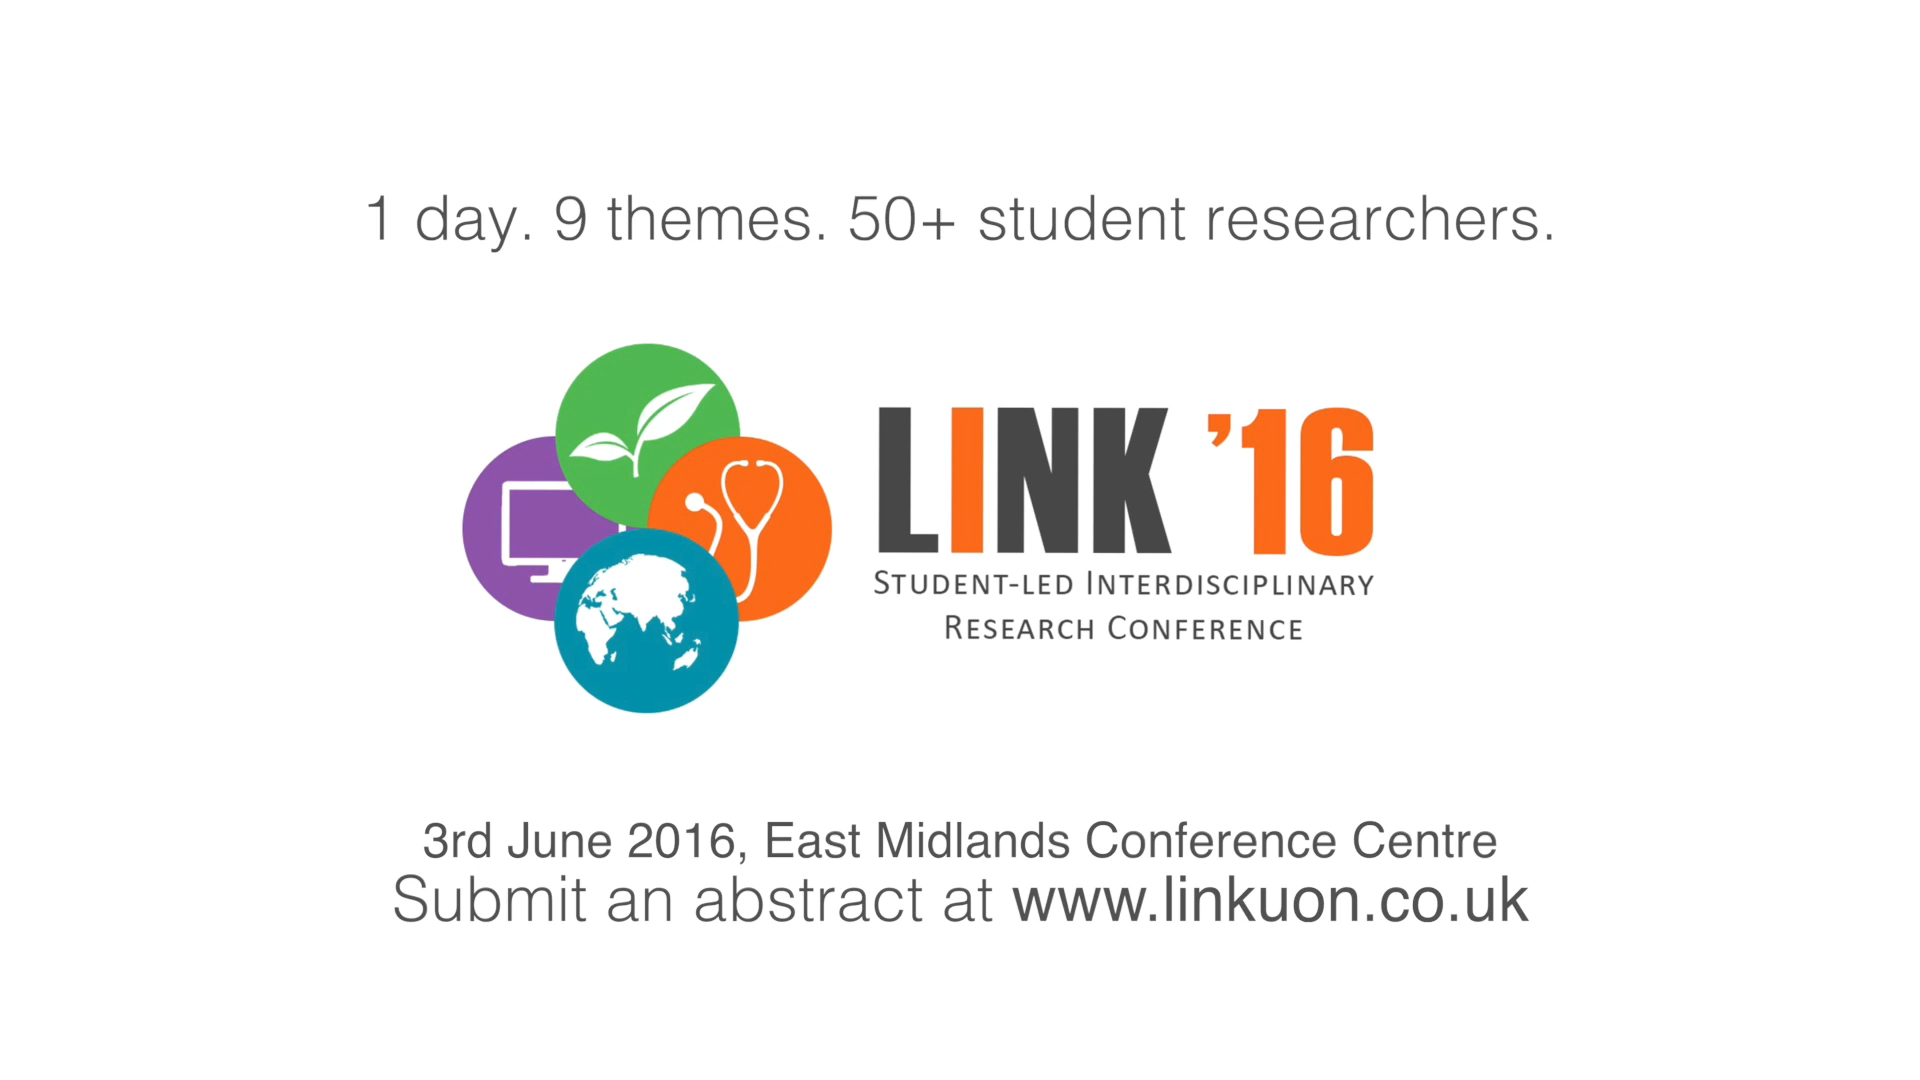 1 day. 9 themes. 50+ student researchers.
LINK ’16
STUDENT-LED INTERDISCIPLINARY
RESEARCH CONFERENCE
3rd June 2016, East Midlands Conference Centre
Submit an abstract at www.linkuon.co.uk